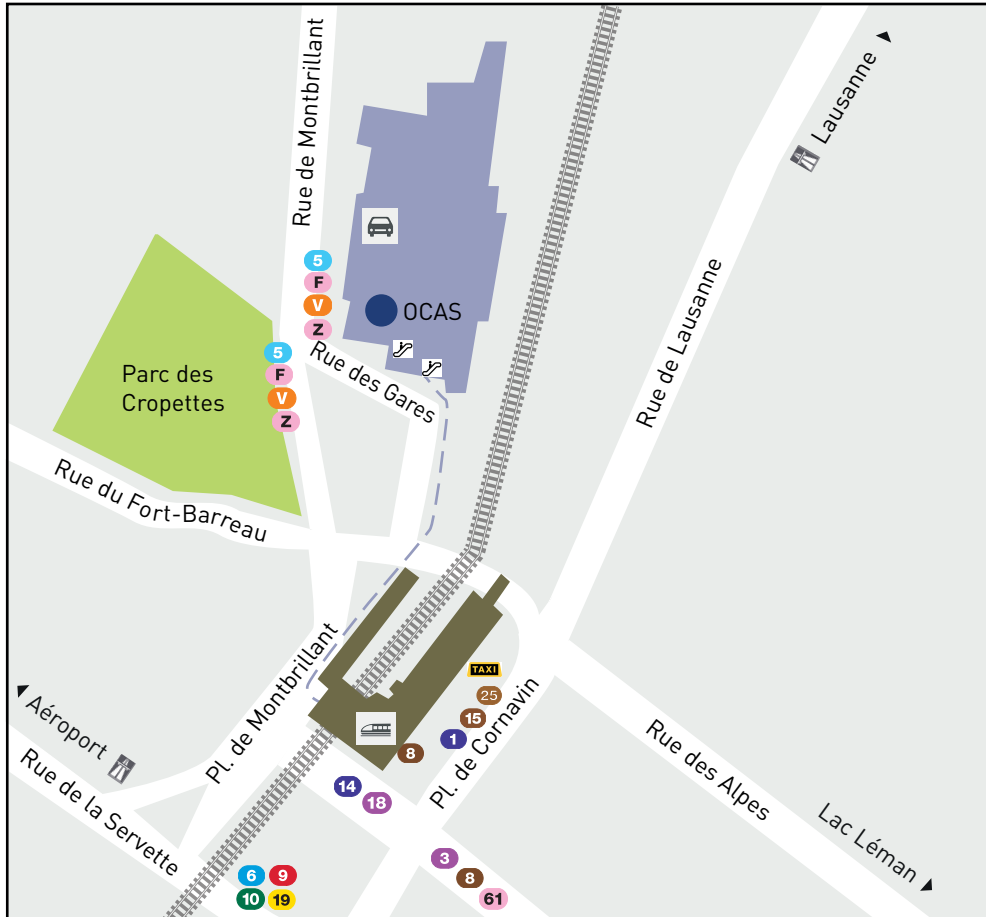 Rue de Montbrillant
Lausanne
5
F
V
Z
OCAS
Rue de Lausanne
5
F
V
Z
Rue des Gares
Parc des
Cropettes
Rue du Fort-Barreau
Pl. de Montbrillant
TAXI
25
15
1
8
Pl. de Cornavin
Aéroport
Rue de la Servette
14
18
Rue des Alpes
Lac Léman
3
8
61
6 9
10 19